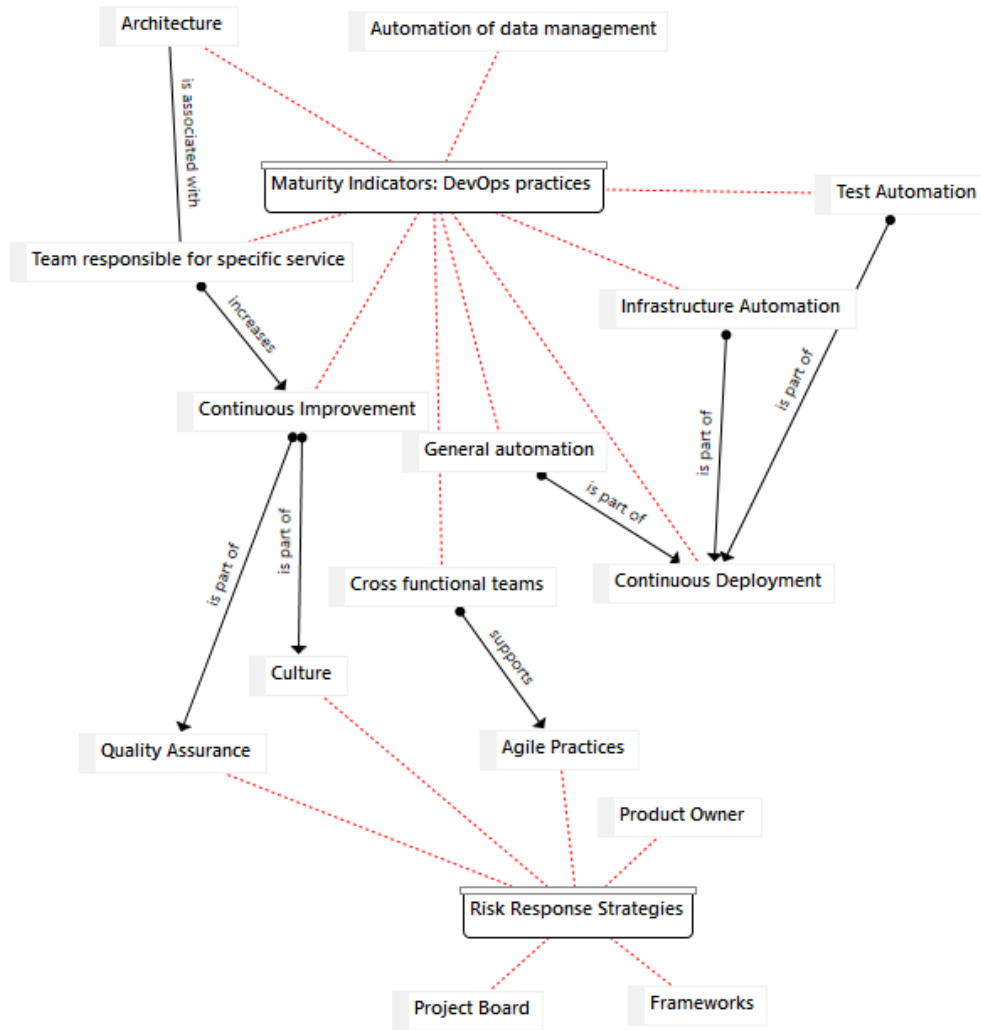 Architecture
Automation of data management
is associated with
Maturity Indicators: DevOps practices
Test Automation
Team responsible for specific service
Infrastructure Automation
increases
is part of
Continuous Improvement
General automation
is part of
is part of
is part of
is part of
Cross functional teams
Continuous Deployment
supports
Culture
Quality Assurance
Agile Practices
Product Owner
Risk Response Strategies
Project Board
Frameworks